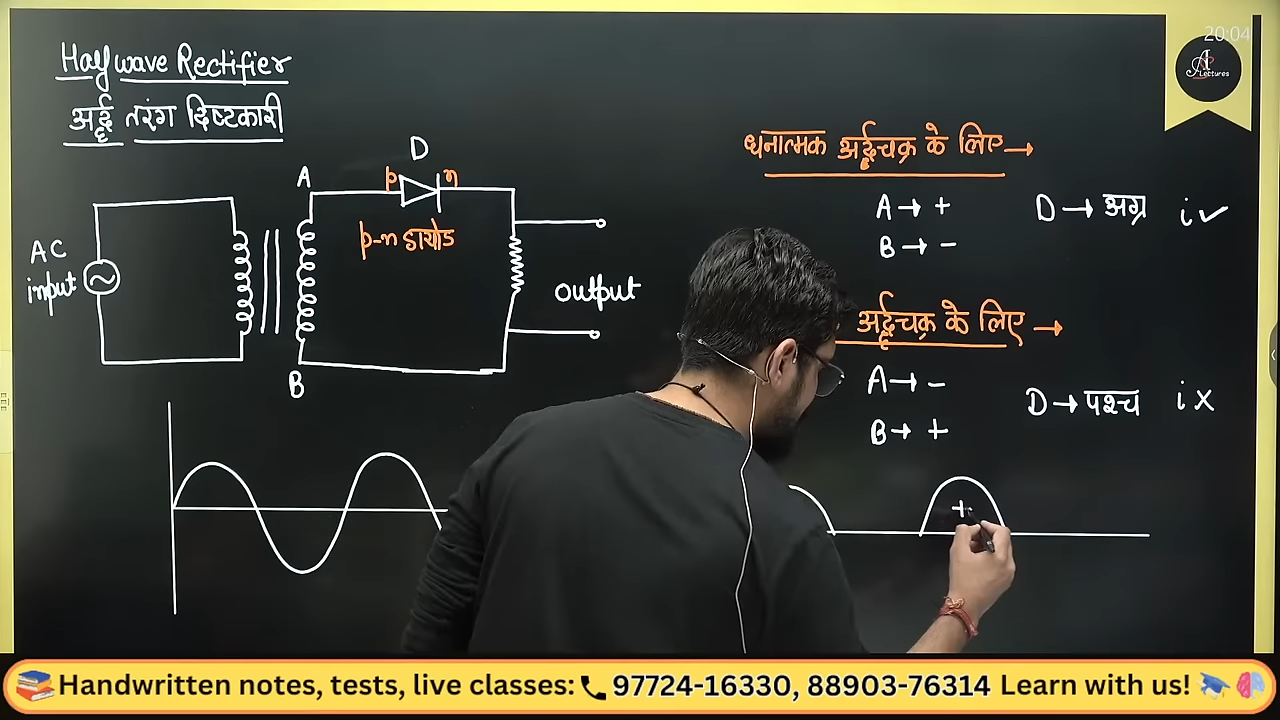 Half wave Rectifier
अर्द्ध तरंग दिष्टकारी
20:04
A
Lectures
D
A
p
n
p-n डायोड
AC
input
output
B
धनात्मक अर्द्धचक्र के लिए →
A → +
D → अग्र
i ✓
B → -
अर्द्धचक्र के लिए →
A → -
D → पश्च
i ×
B → +
+
📚Handwritten notes, tests, live classes:📞97724-16330, 88903-76314 Learn with us!🎓🧠